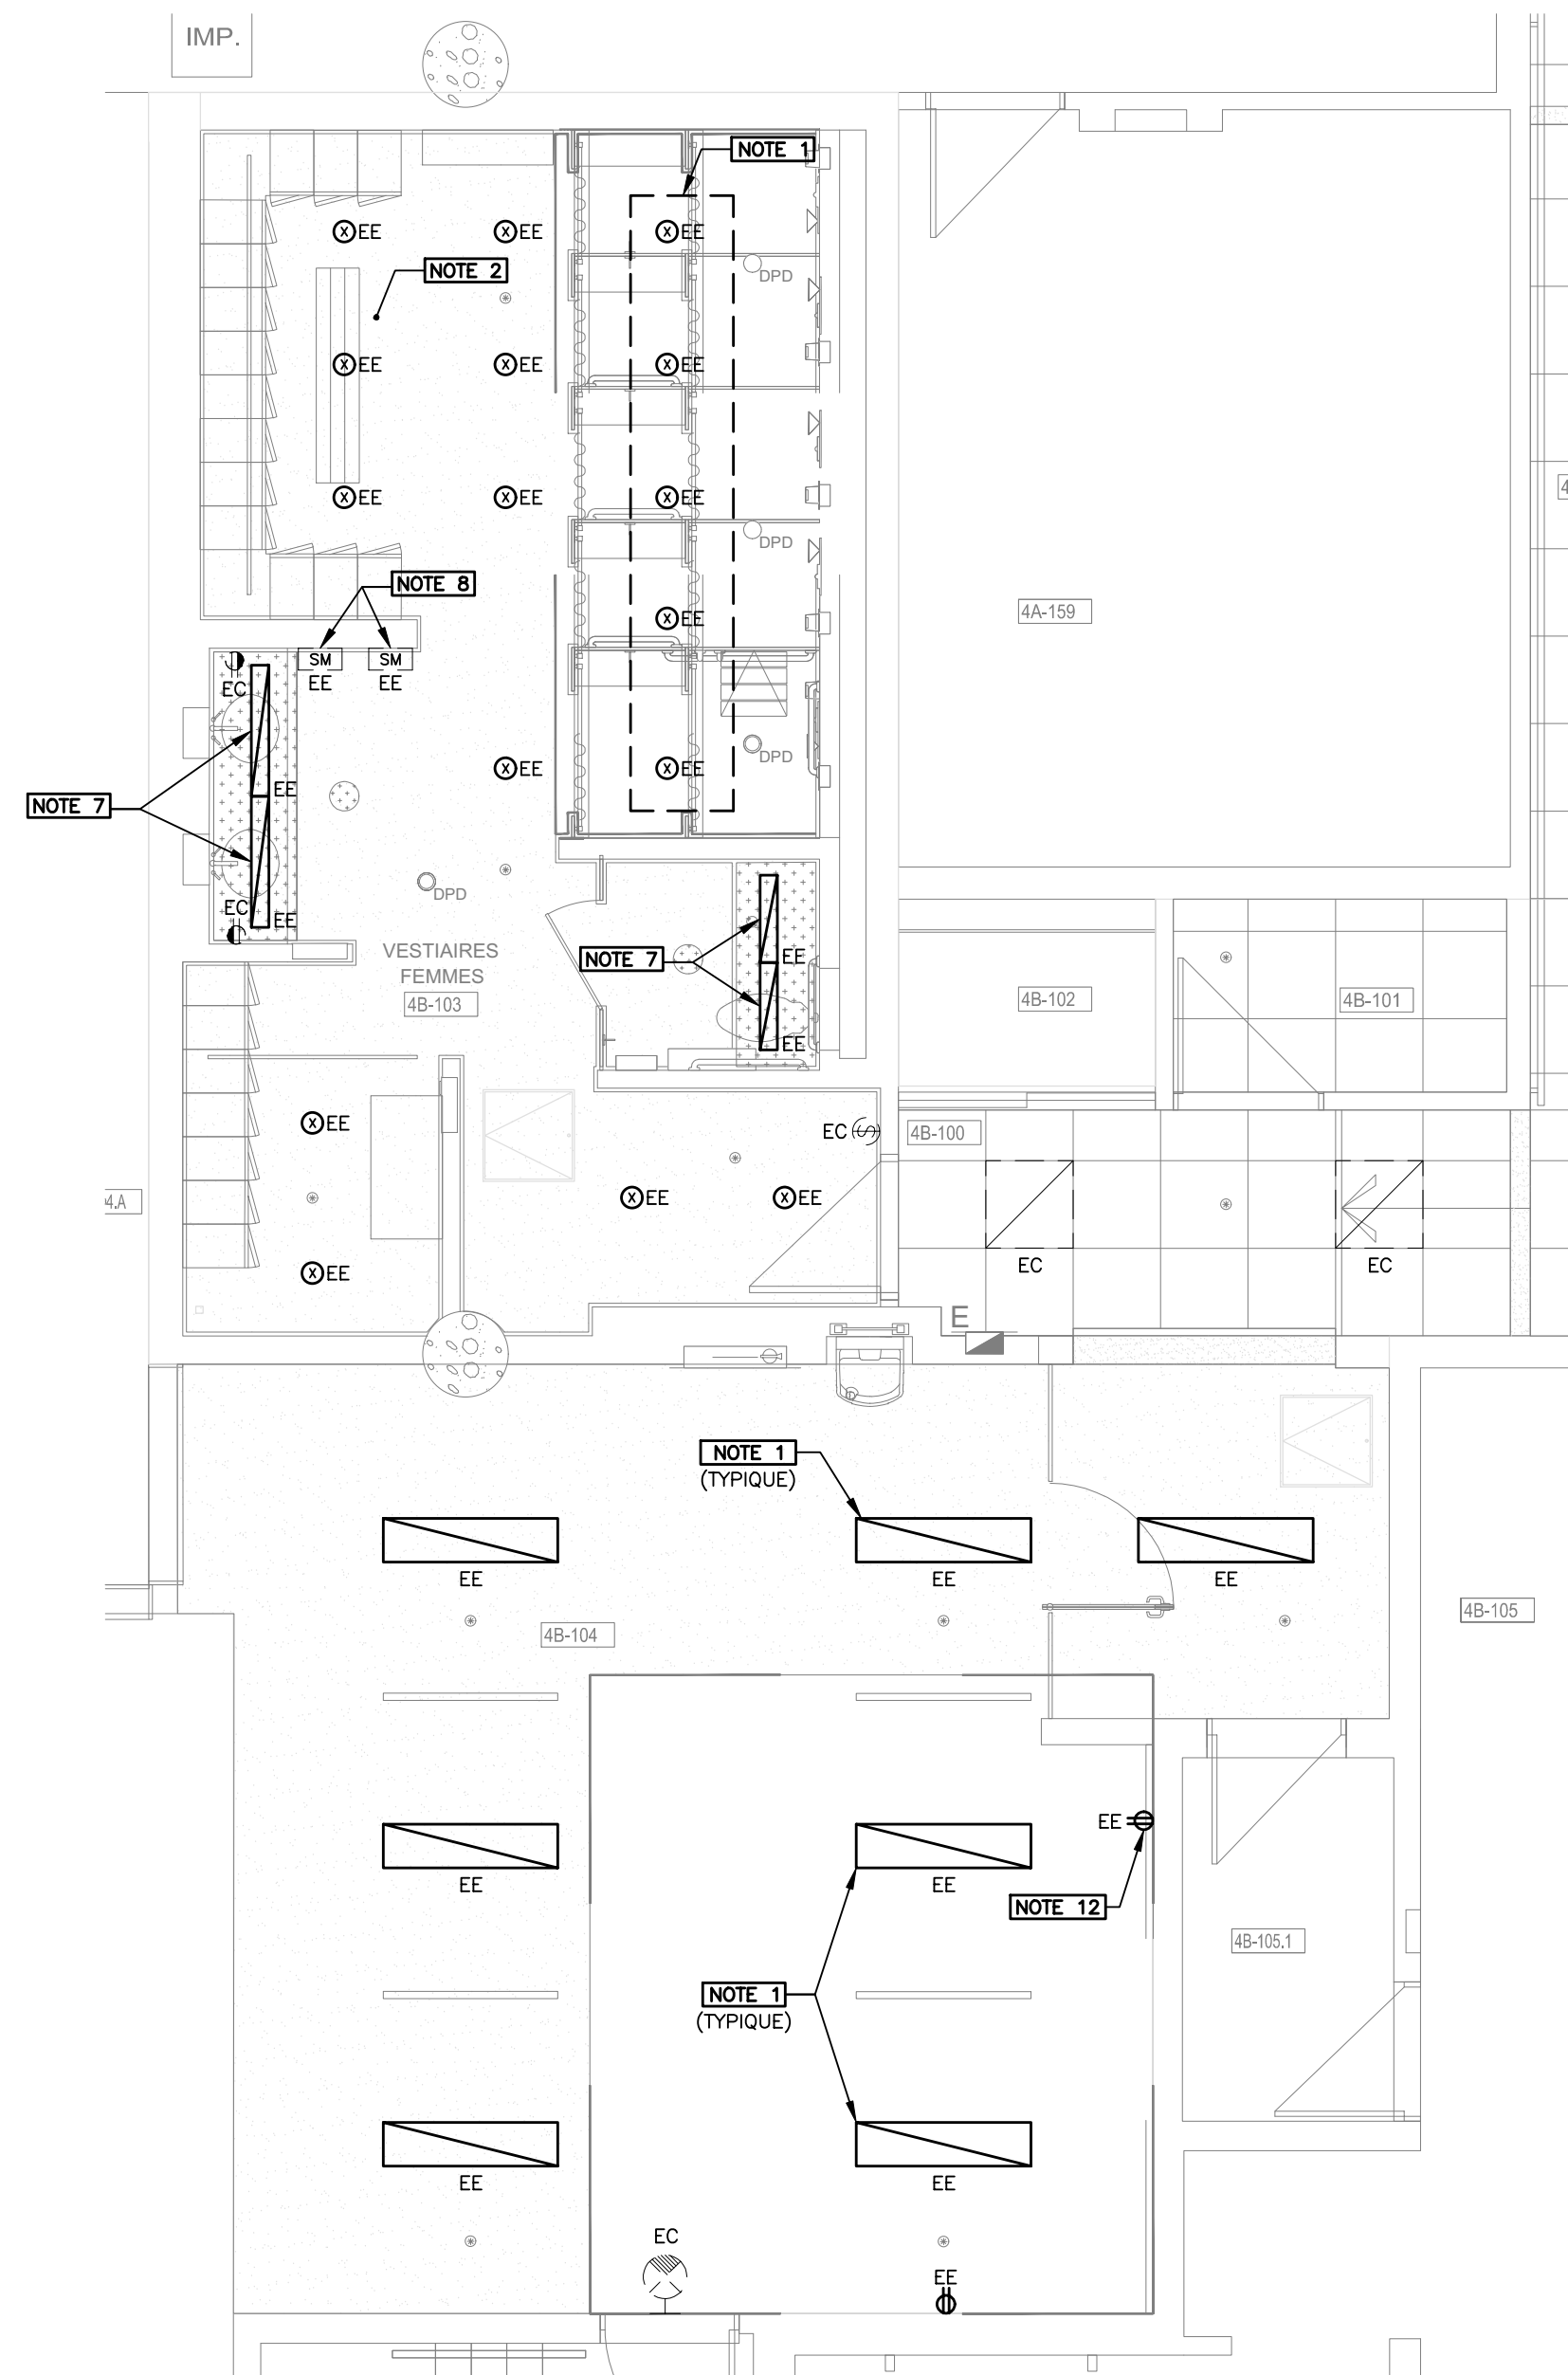 IMP.
NOTE 1
EE
EE
EE
NOTE 2
DPD
EE
EE
EE
EE
EE
EE
DPD
NOTE 8
4A-159
EE
SM
SM
EE
EE
EC
DPD
EE
EE
EE
NOTE 7
DPD
EC
EE
VESTIAIRES
FEMMES
4B-103
NOTE 7
EE
EE
4B-102
4B-101
EE
EC
(S)
4B-100
4.A
EE
EE
EC
EC
EE
E
NOTE 1
(TYPIQUE)
EE
EE
EE
4B-104
4B-105
EE
EE
EE
NOTE 12
4B-105.1
NOTE 1
(TYPIQUE)
EE
EE
EC
EE